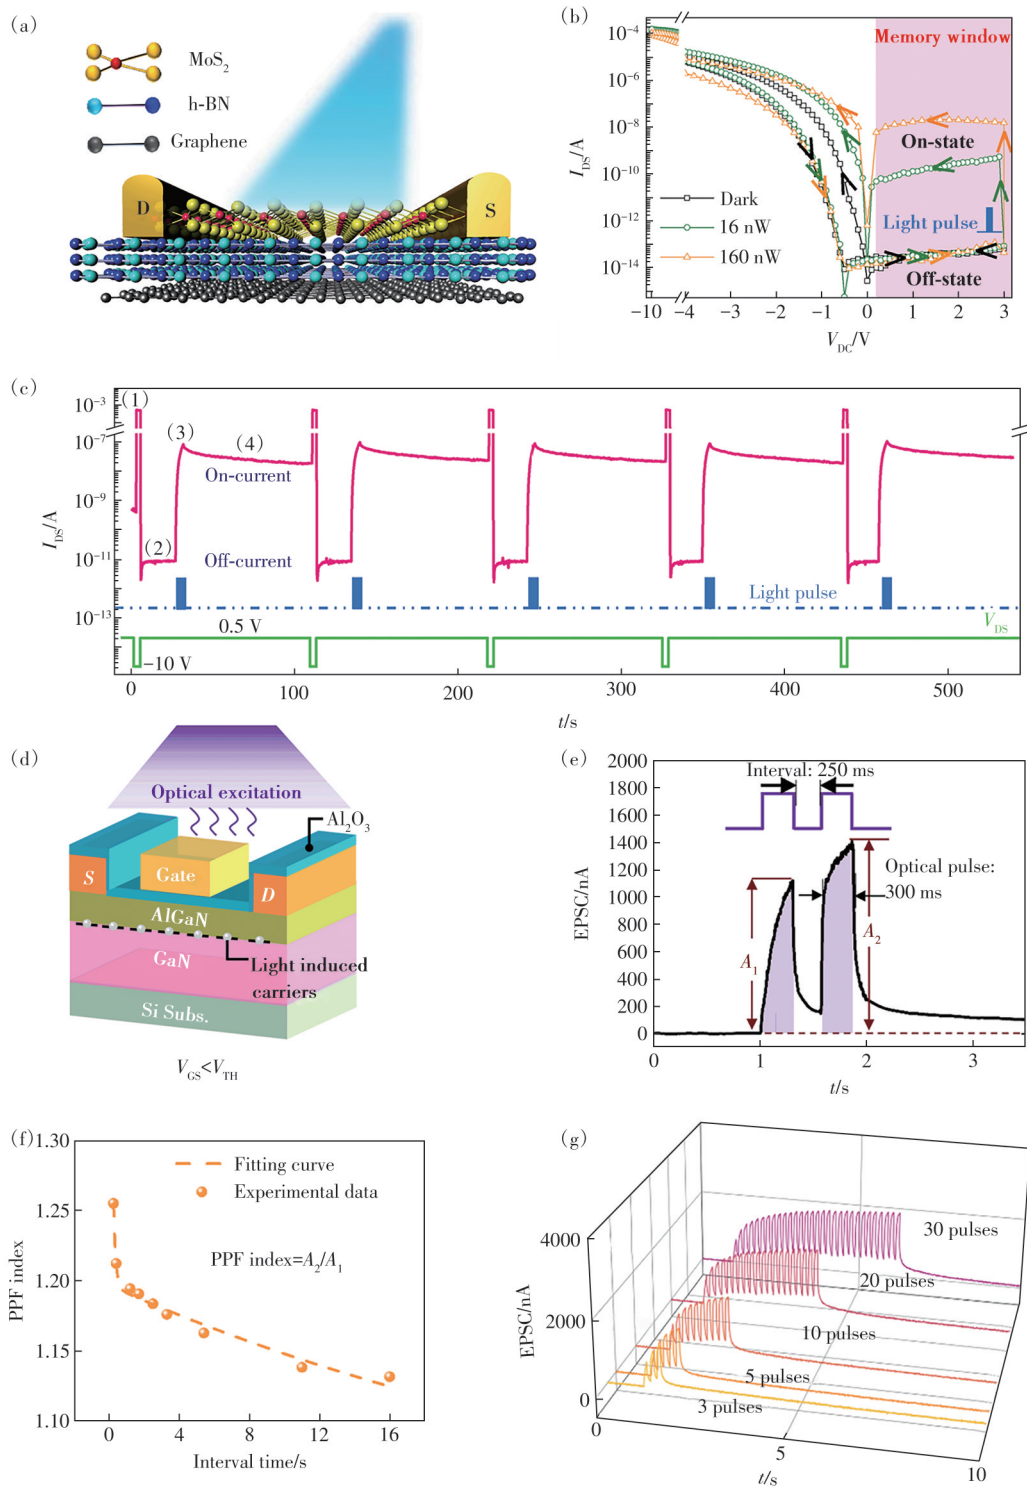 (a)
MoS2
h-BN
Graphene
D
S
(b)
Memory window
On-state
Light pulse
Off-state
Dark
16 nW
160 nW
10−4
10−6
10−8
10−10
10−12
10−14
IDS/A
−10 −4 −3 −2 −1 0 1 2 3
VDC/V
(c)
(1)
(2)
(3)
(4)
On-current
Off-current
Light pulse
VDS
0.5 V
−10 V
10−3
10−7
10−9
10−11
10−13
IDS/A
0 100 200 300 400 500
t/s
(d)
Optical excitation
Al2O3
S
Gate
D
AlGaN
GaN
Light induced
carriers
Si Subs.
VGS<VTH
(e)
2000
1800
1600
1400
1200
1000
800
600
400
200
0
EPSC/nA
Interval: 250 ms
Optical pulse:
300 ms
A1
A2
0 1 2 3
t/s
(f)
1.30
1.25
1.20
1.15
1.10
PPF index
Fitting curve
Experimental data
PPF index=A2/A1
0 4 8 12 16
Interval time/s
(g)
4000
2000
0
EPSC/nA
30 pulses
20 pulses
10 pulses
5 pulses
3 pulses
0 5 10
t/s